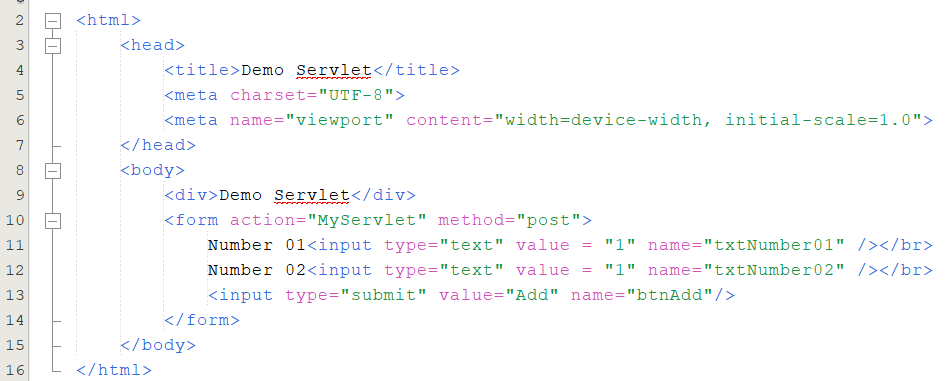 2 <html>
3 <head>
4 <title>Demo Servlet</title>
5 <meta charset="UTF-8">
6 <meta name="viewport" content="width=device-width, initial-scale=1.0">
7 </head>
8 <body>
9 <div>Demo Servlet</div>
10 <form action="MyServlet" method="post">
11 Number 01<input type="text" value = "1" name="txtNumber01" /></br>
12 Number 02<input type="text" value = "1" name="txtNumber02" /></br>
13 <input type="submit" value="Add" name="btnAdd"/>
14 </form>
15 </body>
16 </html>